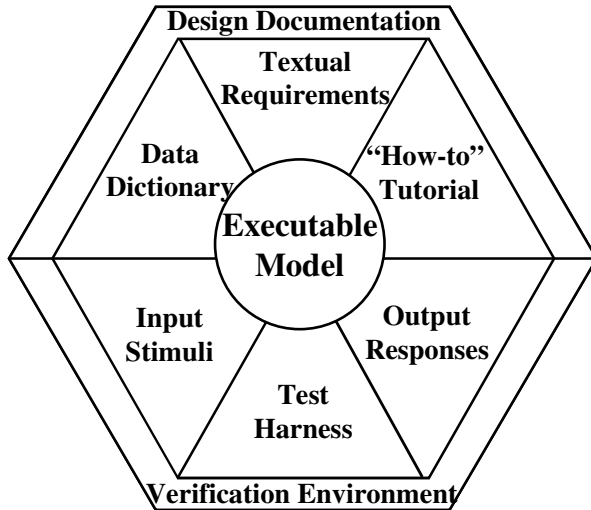 Design Documentation
Textual
Requirements
Data
Dictionary
“How-to”
Tutorial
Executable
Model
Input
Stimuli
Output
Responses
Test
Harness
Verification Environment